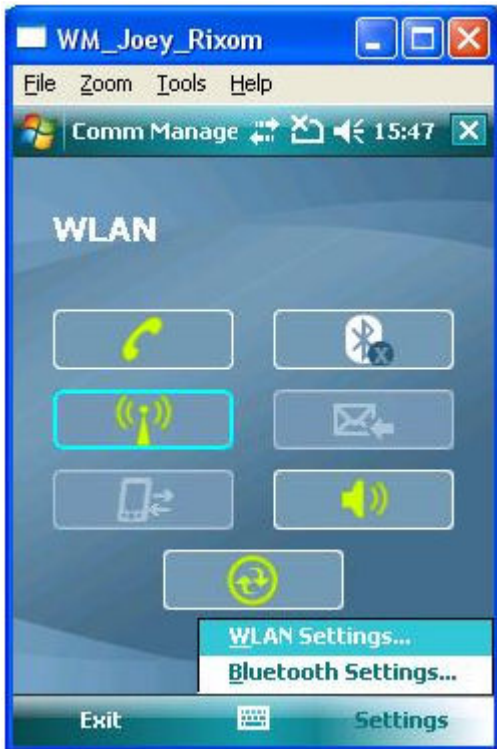 WM_Joey_Rixom
File Zoom Tools Help
Comm Manage 15:47
WLAN
WLAN Settings...
Bluetooth Settings...
Exit Settings